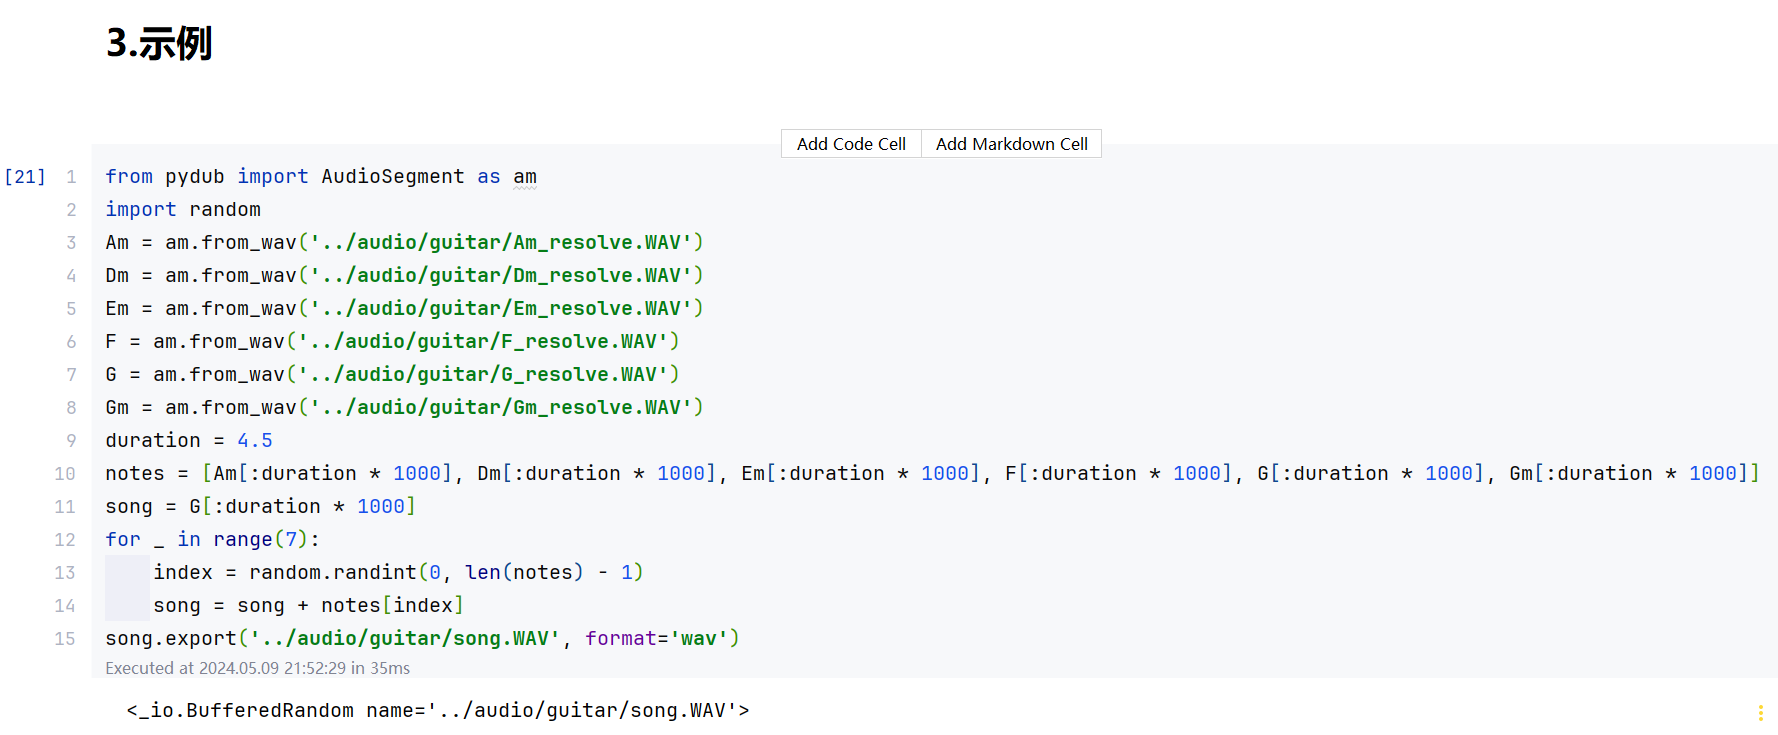 3.示例
Add Code Cell Add Markdown Cell
[21] 1 from pydub import AudioSegment as am
2 import random
3 Am = am.from_wav('../audio/guitar/Am_resolve.WAV')
4 Dm = am.from_wav('../audio/guitar/Dm_resolve.WAV')
5 Em = am.from_wav('../audio/guitar/Em_resolve.WAV')
6 F = am.from_wav('../audio/guitar/F_resolve.WAV')
7 G = am.from_wav('../audio/guitar/G_resolve.WAV')
8 Gm = am.from_wav('../audio/guitar/Gm_resolve.WAV')
9 duration = 4.5
10 notes = [Am[:duration * 1000], Dm[:duration * 1000], Em[:duration * 1000], F[:duration * 1000], G[:duration * 1000], Gm[:duration * 1000]]
11 song = G[:duration * 1000]
12 for _ in range(7):
13     index = random.randint(0, len(notes) - 1)
14     song = song + notes[index]
15 song.export('../audio/guitar/song.WAV', format='wav')
Executed at 2024.05.09 21:52:29 in 35ms
<_io.BufferedRandom name='../audio/guitar/song.WAV'>